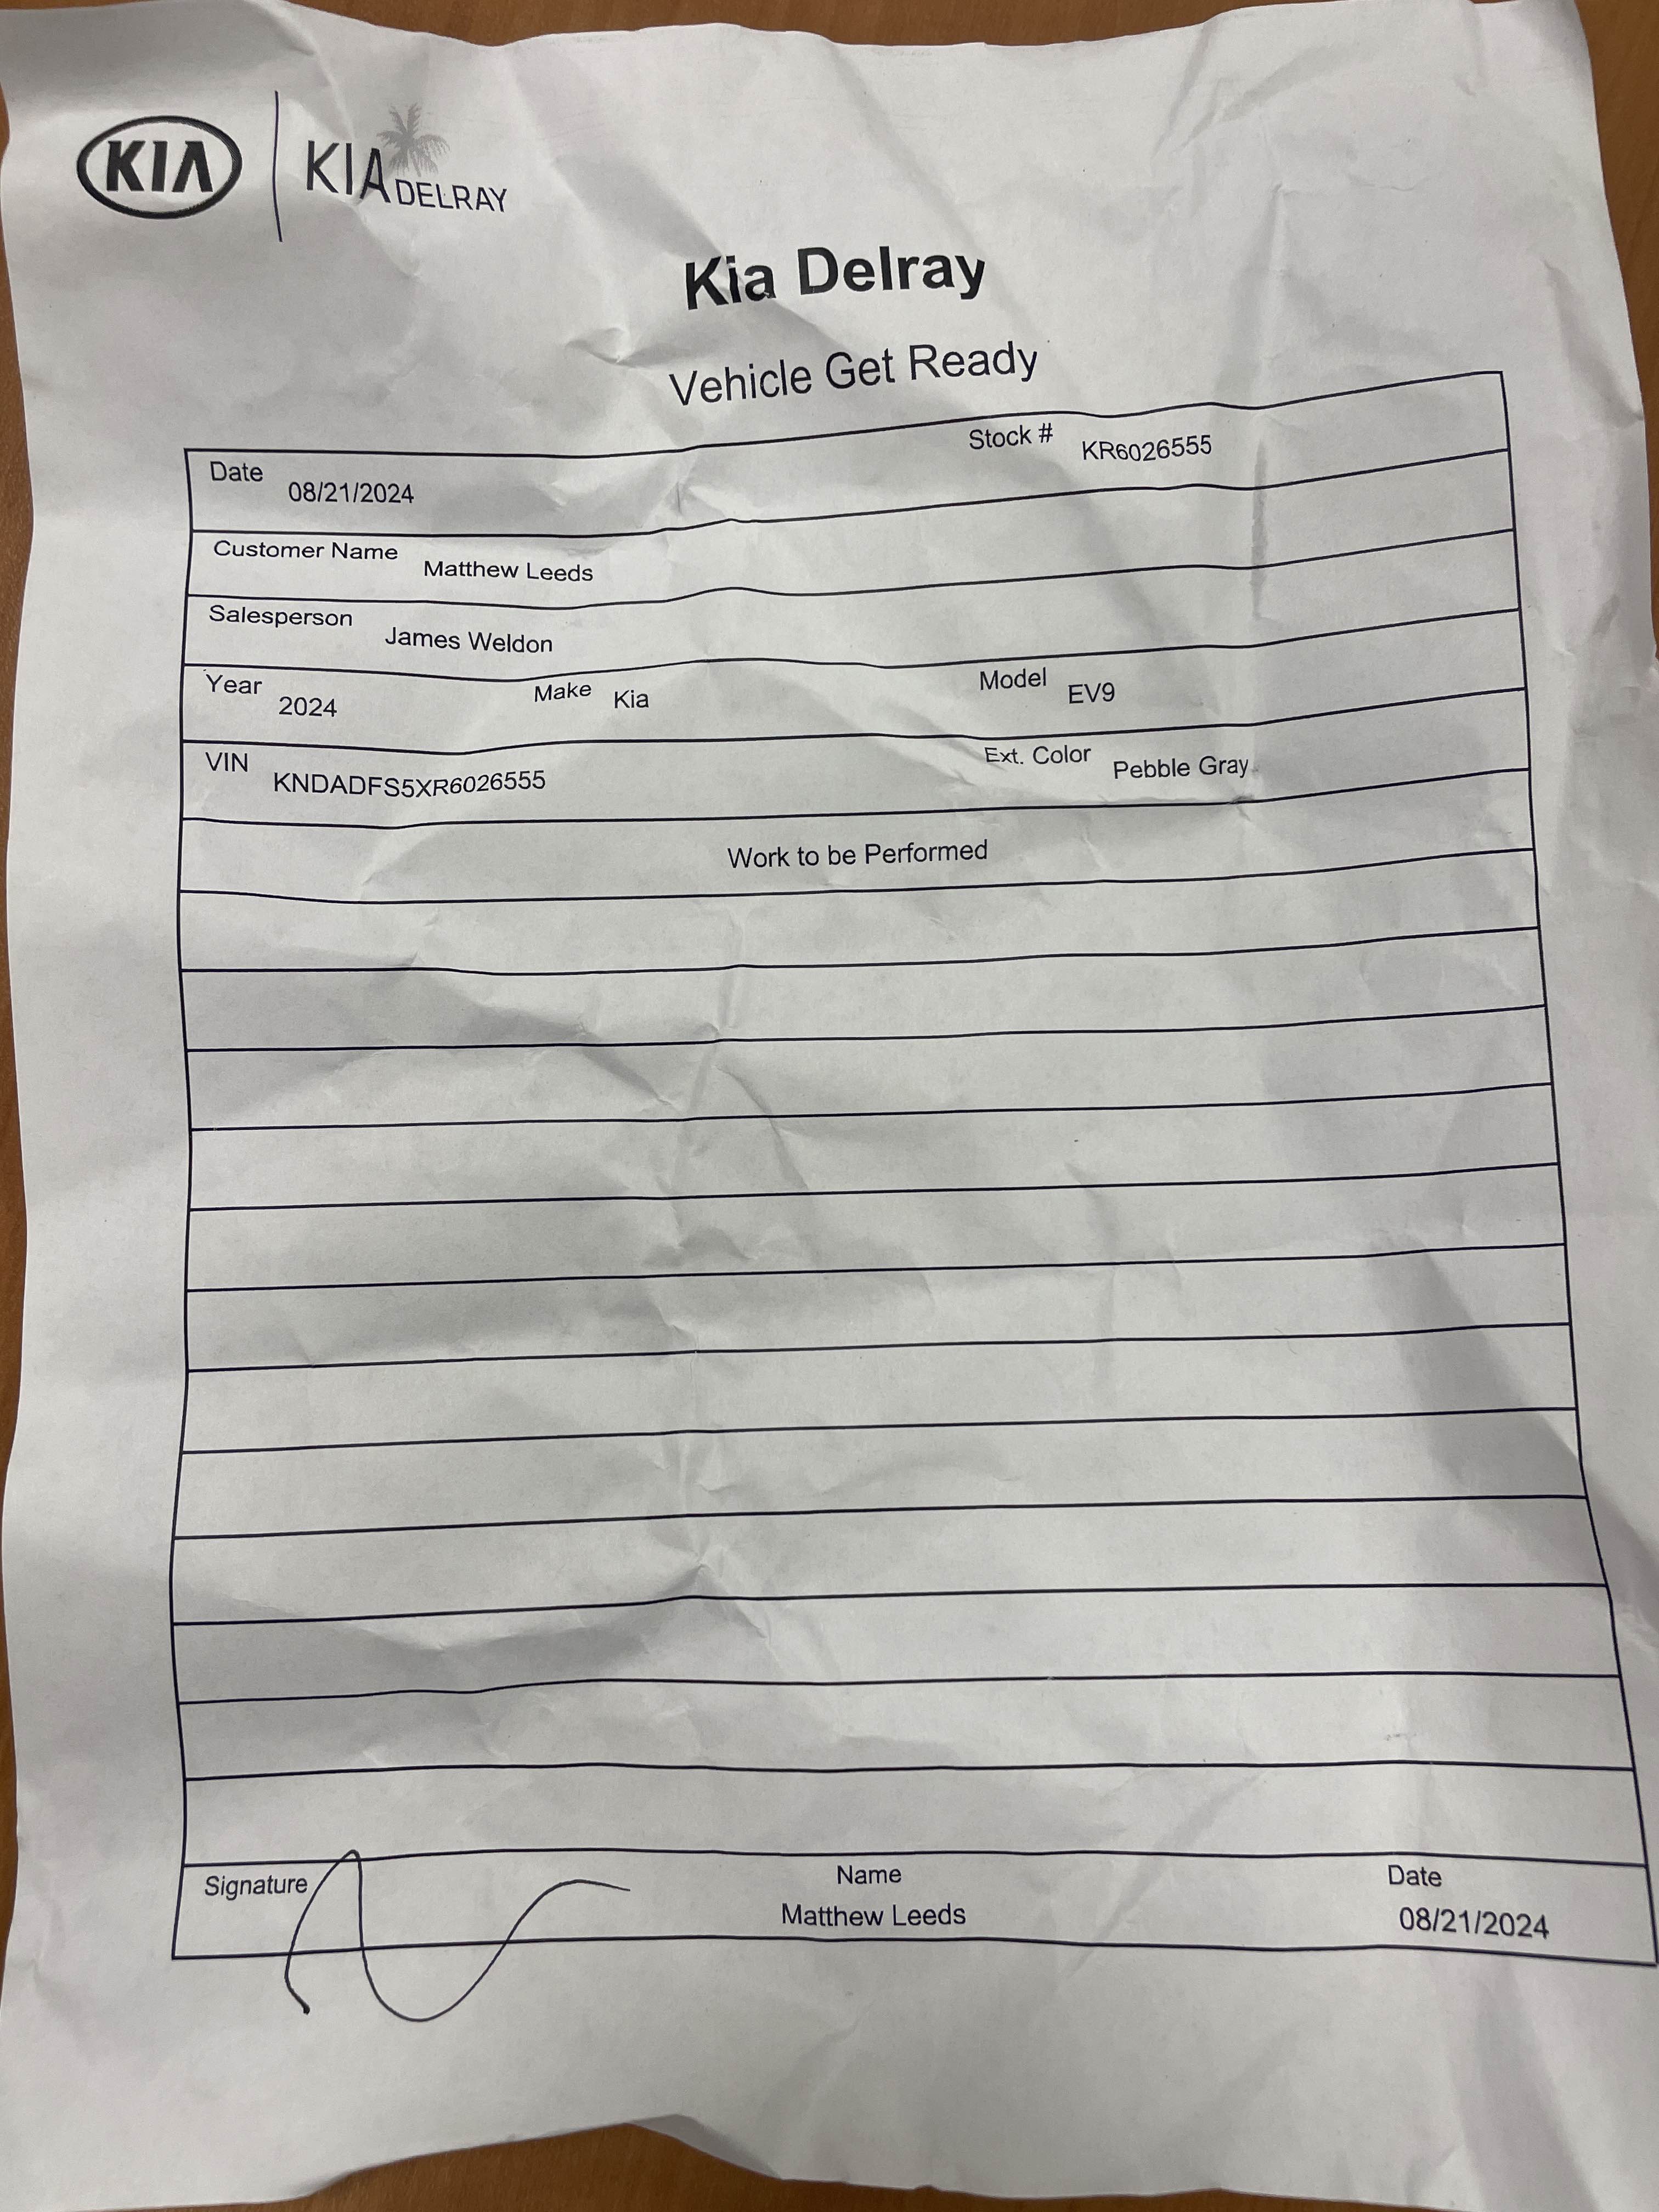 KIA KIA DELRAY
Kia Delray
Vehicle Get Ready
Date 08/21/2024 Stock # KR6026555
Customer Name Matthew Leeds
Salesperson James Weldon
Year 2024 Make Kia Model EV9
VIN KNDADFS5XR6026555 Ext. Color Pebble Gray
Work to be Performed
Signature Name Date
Matthew Leeds 08/21/2024